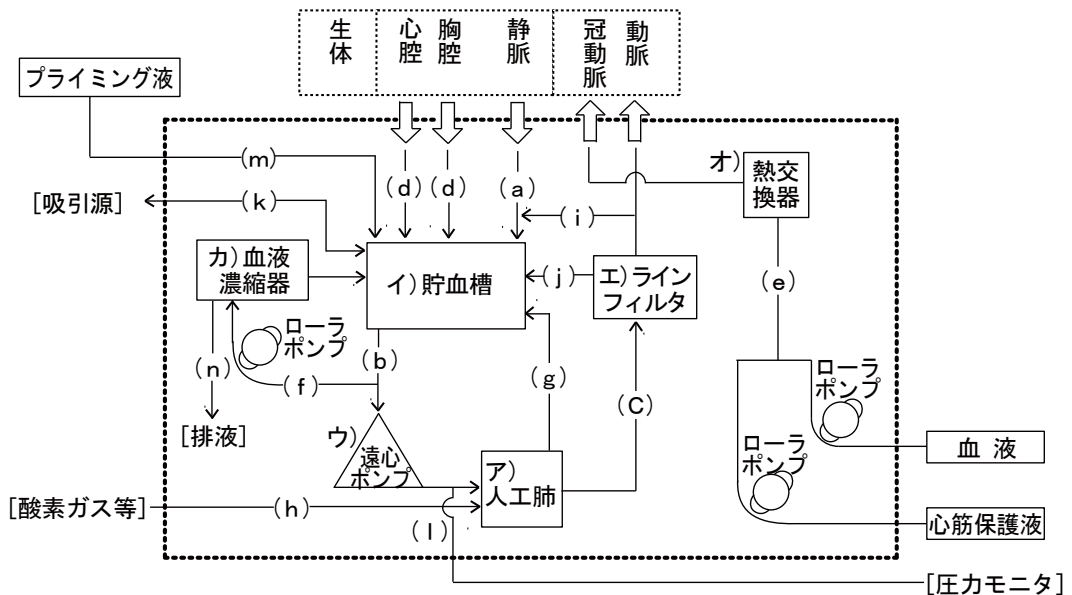 生体
心腔
胸腔
静脈
冠動脈
動脈
プライミング液
(m)
[吸引源]
(k)
(d)
(d)
(a)
(i)
オ)
熱交
換器
カ)血液
濃縮器
イ)貯血槽
(j)
エ)ライン
フィルタ
(e)
ローラ
ポンプ
(n)
(f)
(b)
(g)
(C)
ローラ
ポンプ
[排液]
ウ)
遠心
ポンプ
ア)
人工肺
ローラ
ポンプ
血 液
[酸素ガス等]
(h)
(l)
心筋保護液
[圧力モニタ]